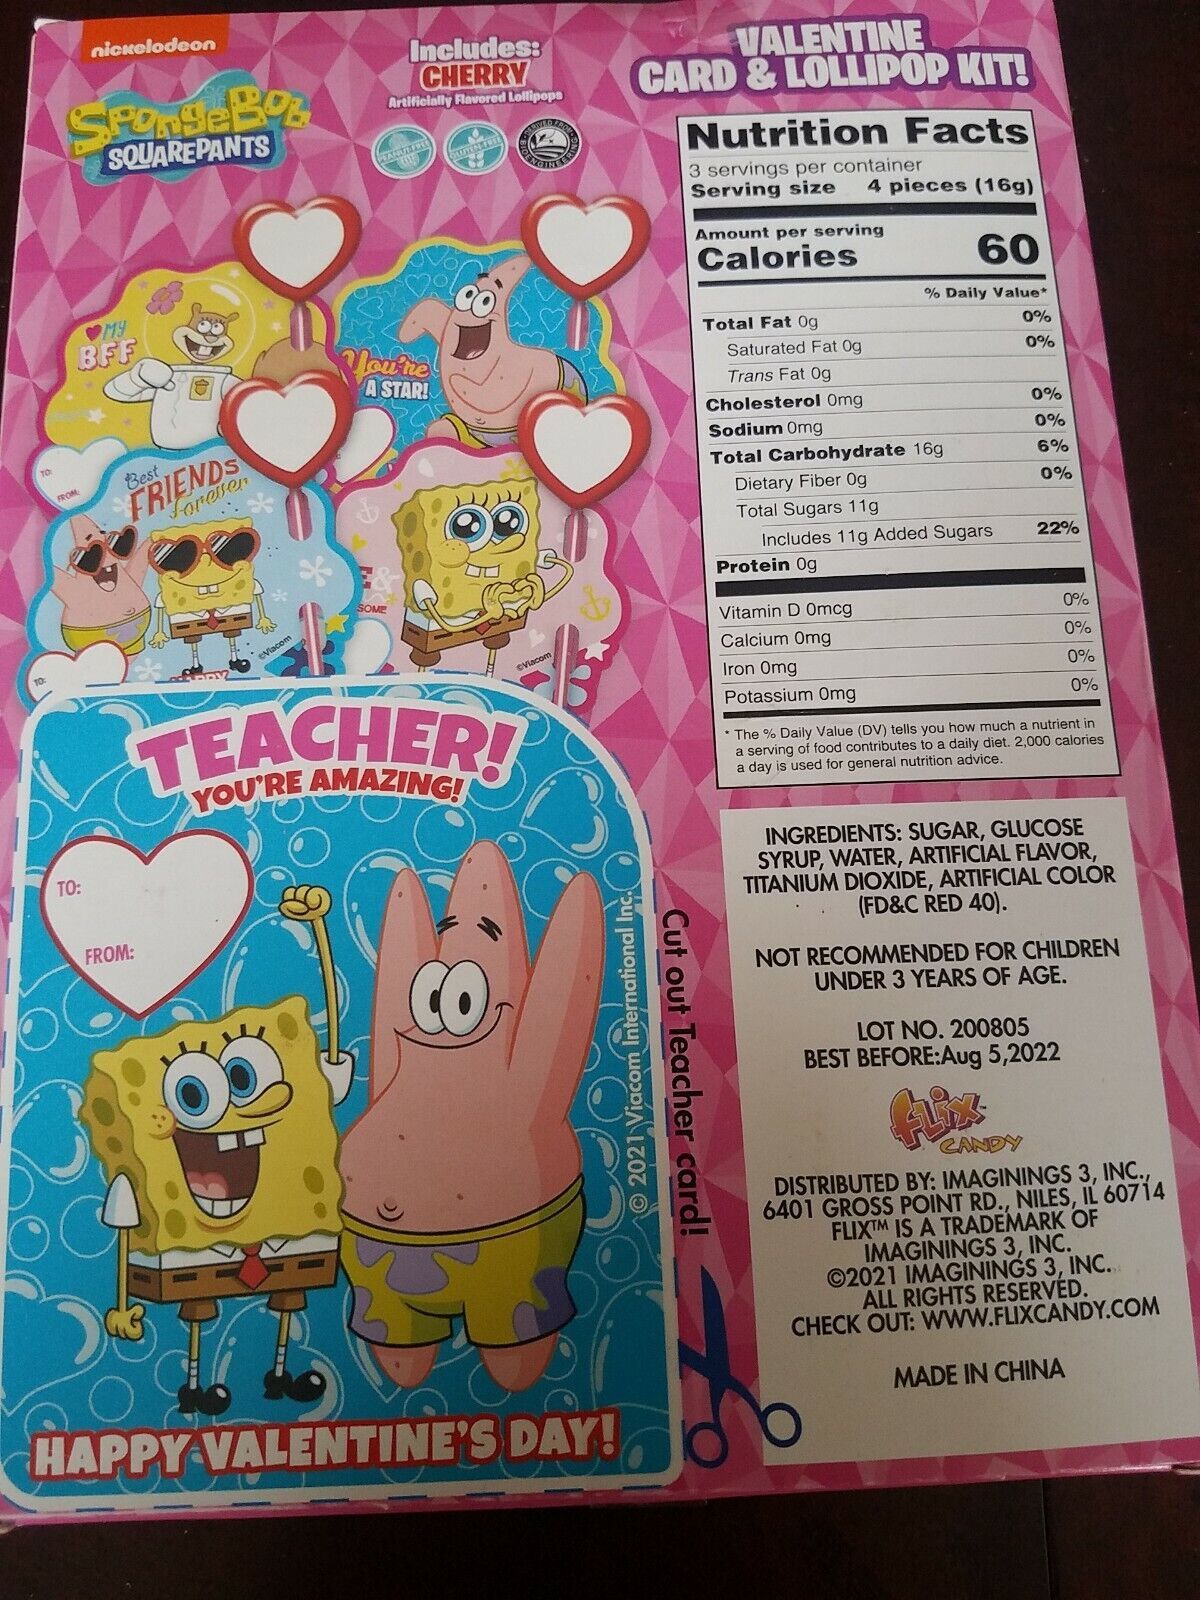 nickelodeon
SpongeBob
SQUAREPANTS
Includes:
CHERRY
Artificially Flavored Lollipops
PEANUT-FREE
GLUTEN-FREE
DERIVED FROM
BIOENGINEERING
VALENTINE
CARD & LOLLIPOP KIT!
MY
BFF
TO:
FROM:
You're
A STAR!
Best
FRIENDS
forever
TO:
©Viacom
SOME
©Viacom
TEACHER!
YOU'RE AMAZING!
TO:
FROM:
© 2021 Viacom International Inc.
HAPPY VALENTINE'S DAY!
Cut out Teacher card!
Nutrition Facts
3 servings per container
Serving size 4 pieces (16g)
Amount per serving
Calories 60
% Daily Value*
Total Fat 0g 0%
Saturated Fat 0g 0%
Trans Fat 0g
Cholesterol 0mg 0%
Sodium 0mg 0%
Total Carbohydrate 16g 6%
Dietary Fiber 0g 0%
Total Sugars 11g
Includes 11g Added Sugars 22%
Protein 0g
Vitamin D 0mcg 0%
Calcium 0mg 0%
Iron 0mg 0%
Potassium 0mg 0%
* The % Daily Value (DV) tells you how much a nutrient in
a serving of food contributes to a daily diet. 2,000 calories
a day is used for general nutrition advice.
INGREDIENTS: SUGAR, GLUCOSE
SYRUP, WATER, ARTIFICIAL FLAVOR,
TITANIUM DIOXIDE, ARTIFICIAL COLOR
(FD&C RED 40).
NOT RECOMMENDED FOR CHILDREN
UNDER 3 YEARS OF AGE.
LOT NO. 200805
BEST BEFORE:Aug 5,2022
FLiX
CANDY
DISTRIBUTED BY: IMAGININGS 3, INC.,
6401 GROSS POINT RD., NILES, IL 60714
FLIX™ IS A TRADEMARK OF
IMAGININGS 3, INC.
©2021 IMAGININGS 3, INC.
ALL RIGHTS RESERVED.
CHECK OUT: WWW.FLIXCANDY.COM
MADE IN CHINA